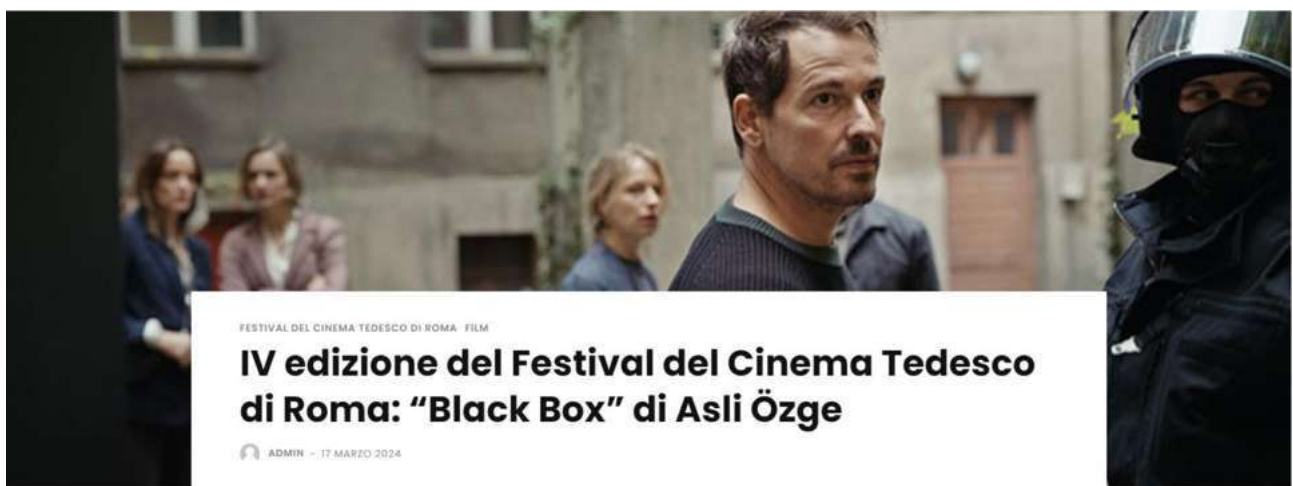 FESTIVAL DEL CINEMA TEDESCO DI ROMA FILM
IV edizione del Festival del Cinema Tedesco
di Roma: “Black Box” di Asli Özge
ADMIN - 17 MARZO 2024